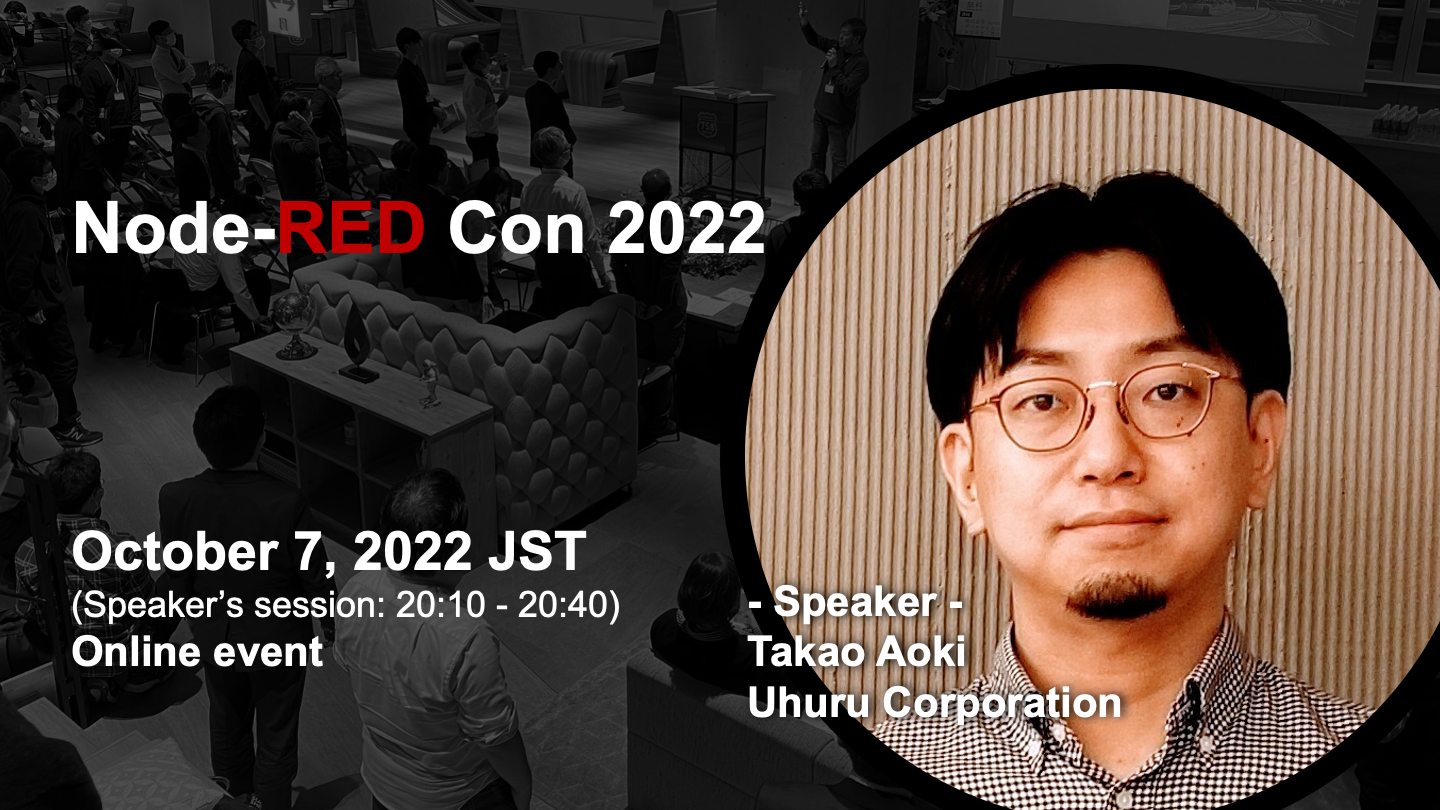 Node-RED Con 2022
October 7, 2022 JST
(Speaker’s session: 20:10 - 20:40)
Online event
- Speaker -
Takao Aoki
Uhuru Corporation